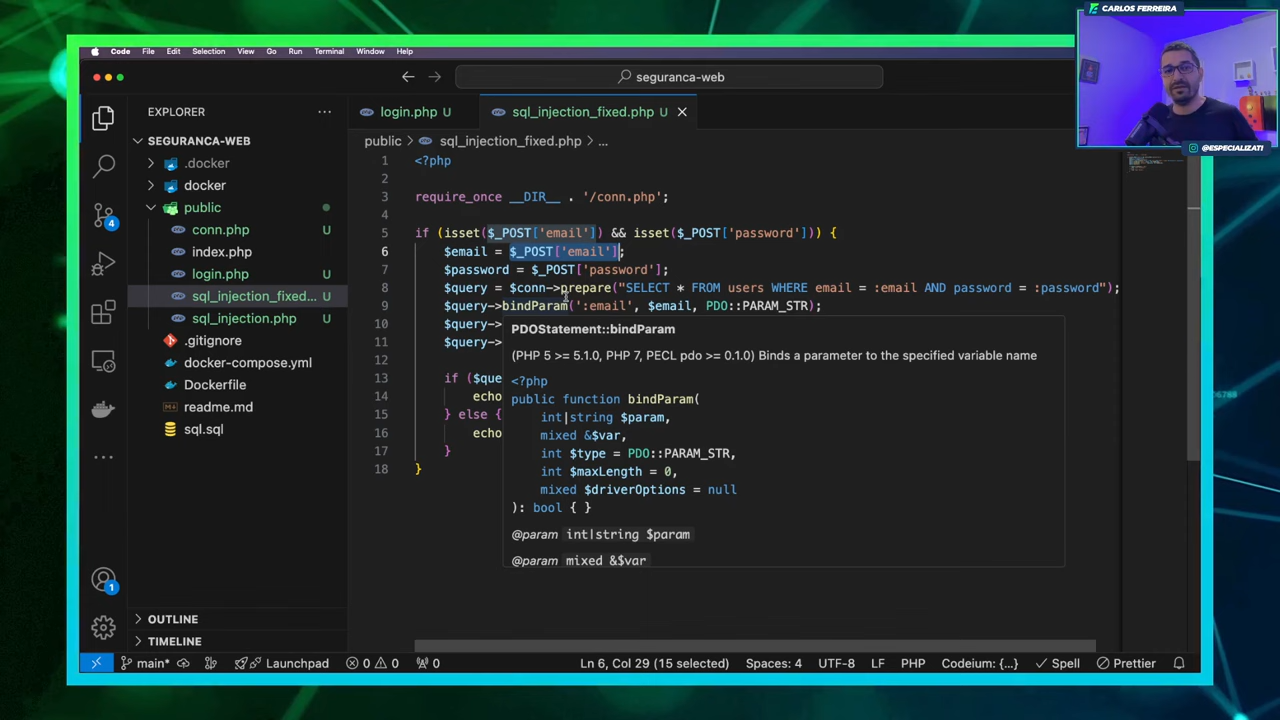 CARLOS FERREIRA
Code File Edit Selection View Go Run Terminal Window Help
seguranca-web
@ESPECIALIZATI
EXPLORER
SEGURANCA-WEB
.docker
docker
public
conn.php U
index.php
login.php U
sql_injection_fixed... U
sql_injection.php U
.gitignore
docker-compose.yml
Dockerfile
readme.md
sql.sql
OUTLINE
TIMELINE
4
1
login.php U
sql_injection_fixed.php U
public > sql_injection_fixed.php > ...
1 <?php
2
3 require_once __DIR__ . '/conn.php';
4
5 if (isset($_POST['email']) && isset($_POST['password'])) {
6 $email = $_POST['email'];
7 $password = $_POST['password'];
8 $query = $conn->prepare("SELECT * FROM users WHERE email = :email AND password = :password");
9 $query->bindParam(':email', $email, PDO::PARAM_STR);
10 $query->
11 $query->
12
13 if ($que
14 echo
15 } else {
16 echo
17 }
18 }
PDOStatement::bindParam
(PHP 5 >= 5.1.0, PHP 7, PECL pdo >= 0.1.0) Binds a parameter to the specified variable name
<?php
public function bindParam(
int|string $param,
mixed &$var,
int $type = PDO::PARAM_STR,
int $maxLength = 0,
mixed $driverOptions = null
): bool { }
@param int|string $param
@param mixed &$var
main* Launchpad 0 0 0 Ln 6, Col 29 (15 selected) Spaces: 4 UTF-8 LF PHP Codeium: {...} Spell Prettier